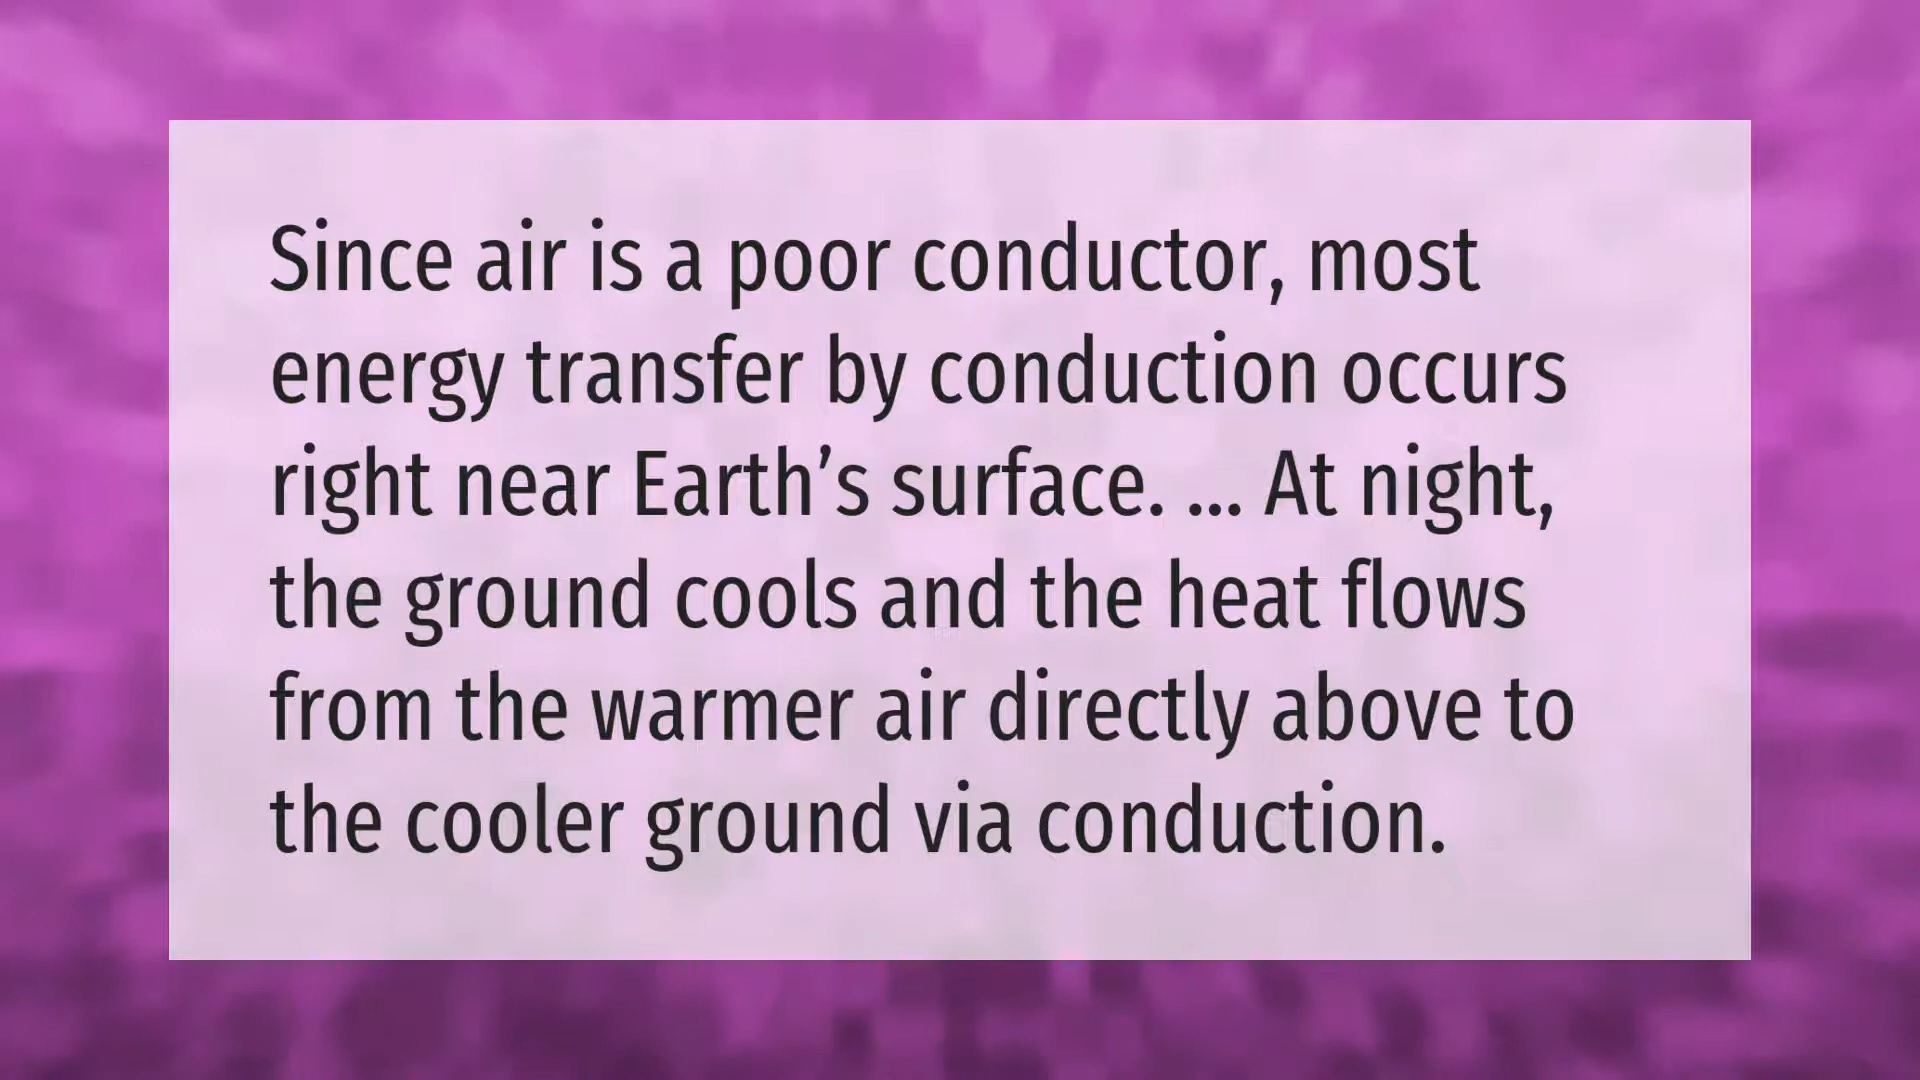 Since air is a poor conductor, most
energy transfer by conduction occurs
right near Earth’s surface. ... At night,
the ground cools and the heat flows
from the warmer air directly above to
the cooler ground via conduction.